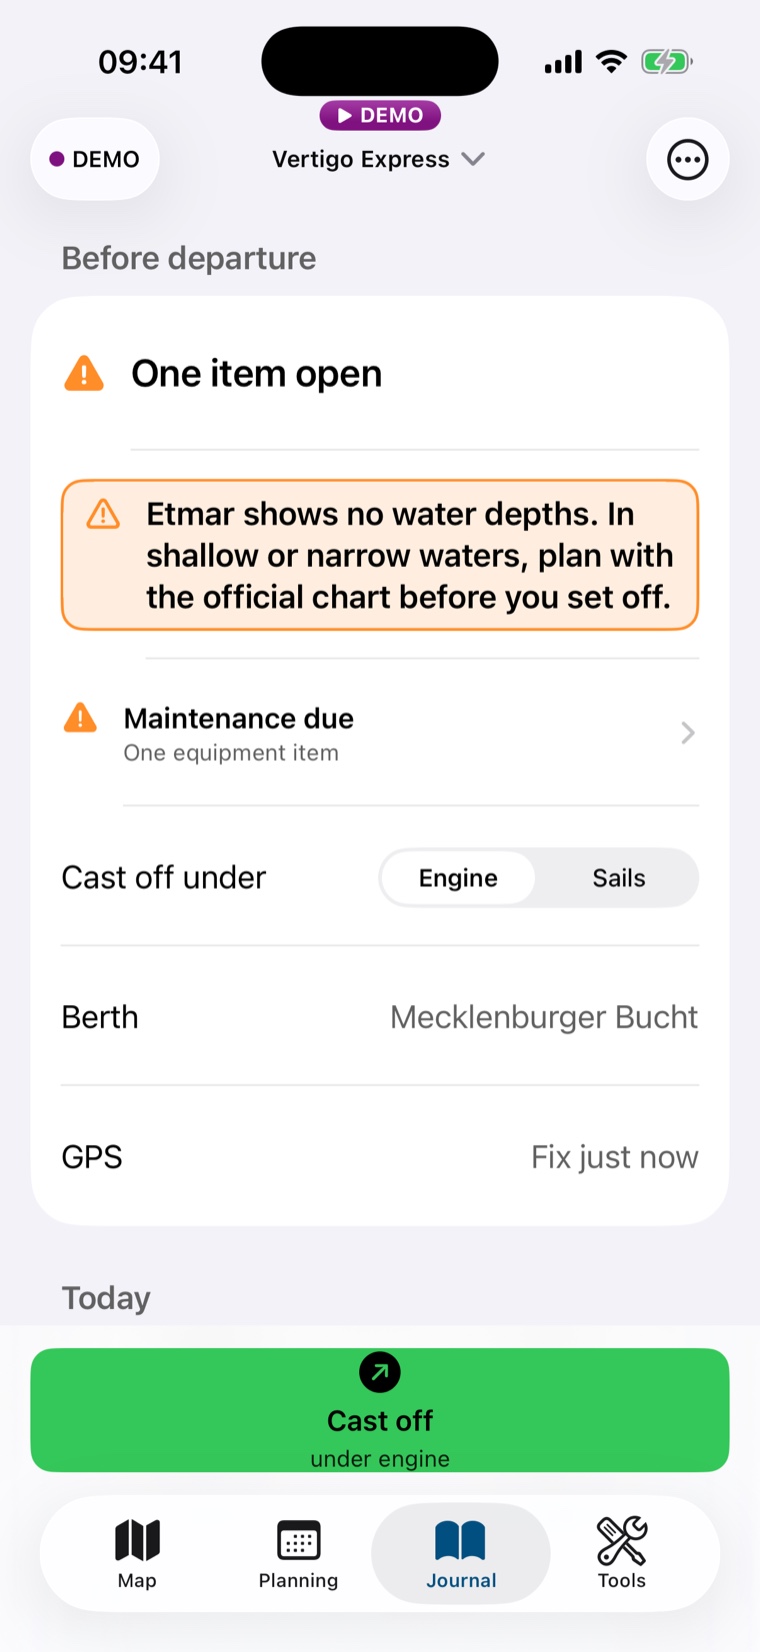 09:41
DEMO
DEMO
Vertigo Express
Before departure
One item open
Etmar shows no water depths. In
shallow or narrow waters, plan with
the official chart before you set off.
Maintenance due
One equipment item
Cast off under
Engine
Sails
Berth
Mecklenburger Bucht
GPS
Fix just now
Today
Cast off
under engine
Map
Planning
Journal
Tools